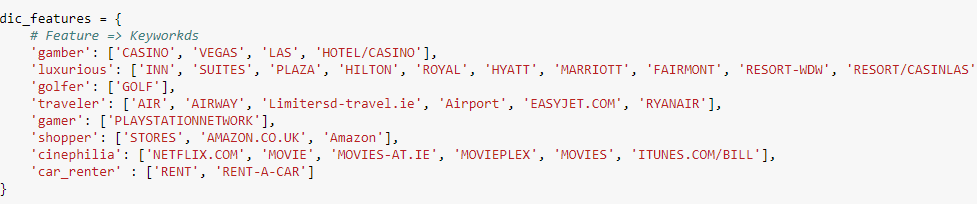 dic_features = {
# Feature => Keyworkds
'gamber': ['CASINO', 'VEGAS', 'LAS', 'HOTEL/CASINO'],
'luxurious': ['INN', 'SUITES', 'PLAZA', 'HILTON', 'ROYAL', 'HYATT', 'MARRIOTT', 'FAIRMONT', 'RESORT-WDW', 'RESORT/CASINLAS'
'golfer': ['GOLF'],
'traveler': ['AIR', 'AIRWAY', 'Limitersd-travel.ie', 'Airport', 'EASYJET.COM', 'RYANAIR'],
'gamer': ['PLAYSTATIONNETWORK'],
'shopper': ['STORES', 'AMAZON.CO.UK', 'Amazon'],
'cinephilia': ['NETFLIX.COM', 'MOVIE', 'MOVIES-AT.IE', 'MOVIEPLEX', 'MOVIES', 'ITUNES.COM/BILL'],
'car_renter' : ['RENT', 'RENT-A-CAR']
}